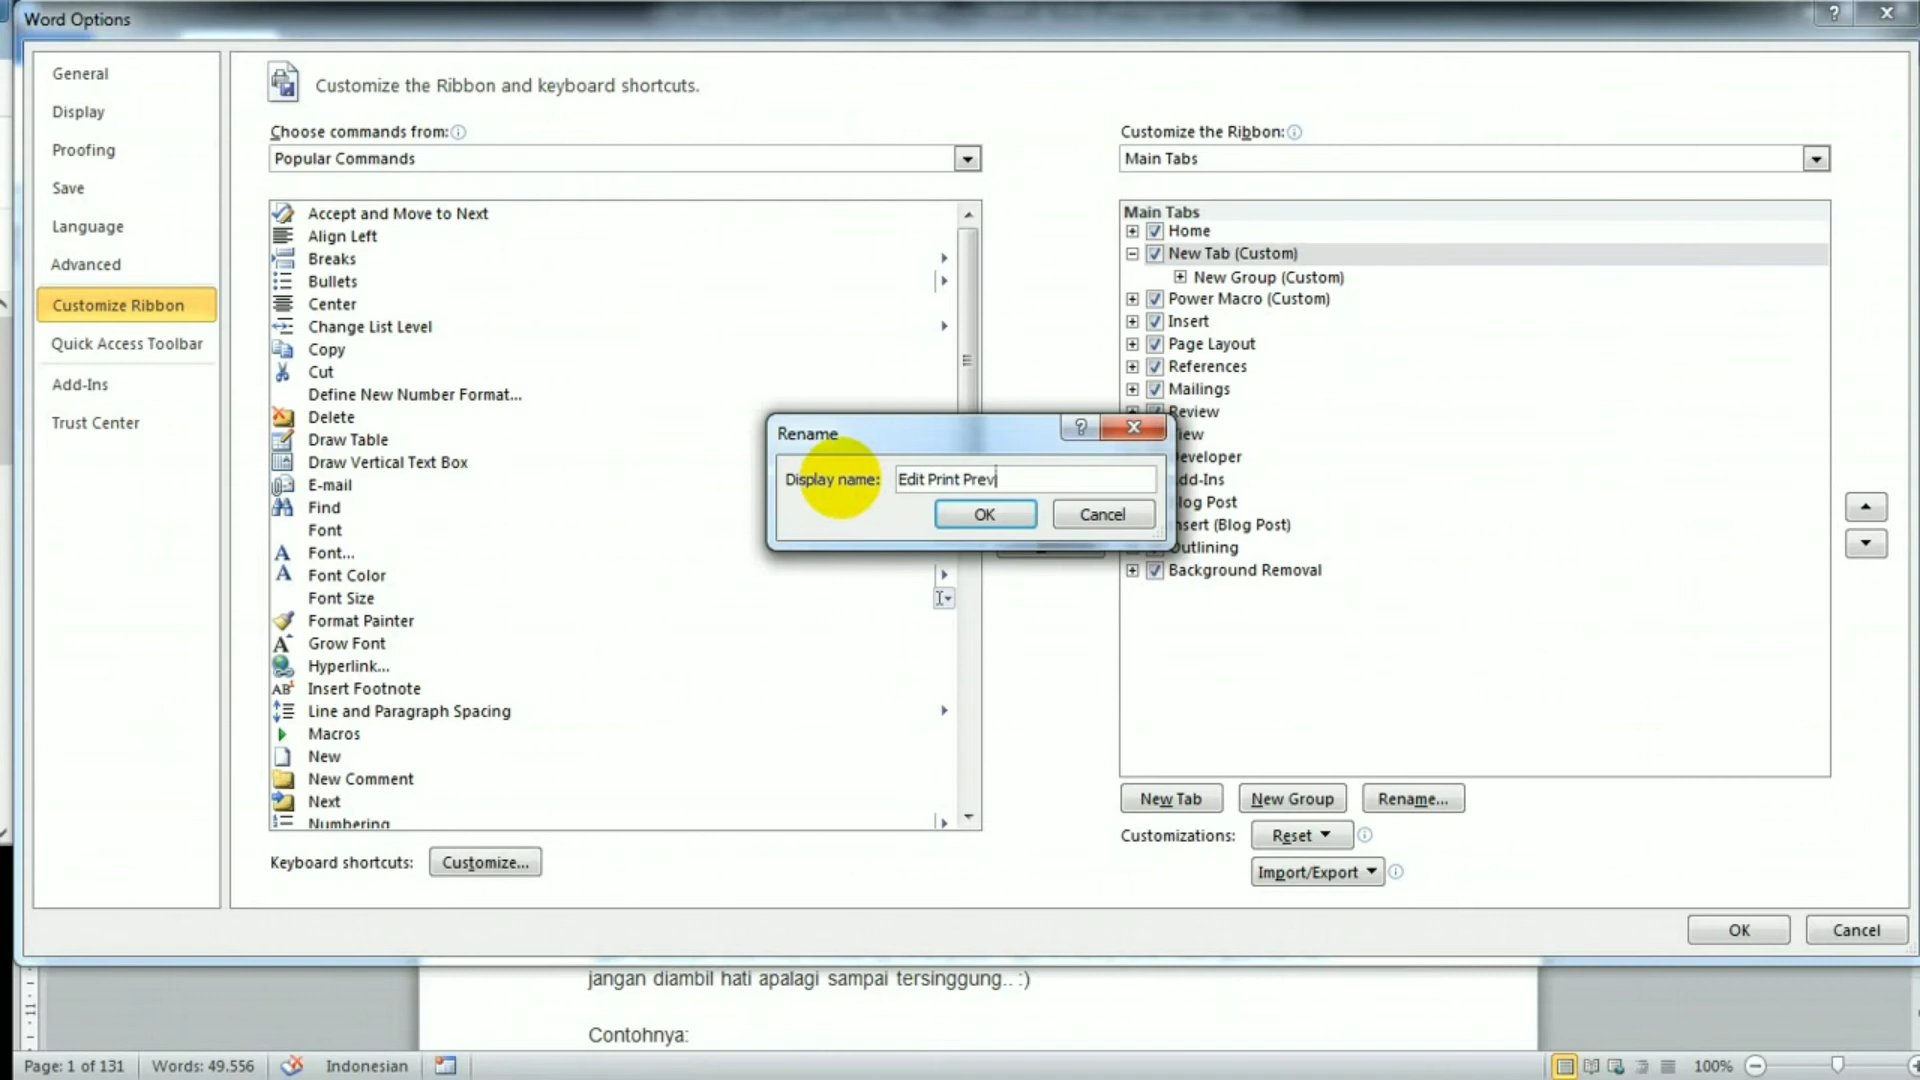 Word Options
General
Display
Proofing
Save
Language
Advanced
Customize Ribbon
Quick Access Toolbar
Add-Ins
Trust Center
Customize the Ribbon and keyboard shortcuts.
Choose commands from:
Popular Commands
Accept and Move to Next
Align Left
Breaks
Bullets
Center
Change List Level
Copy
Cut
Define New Number Format...
Delete
Draw Table
Draw Vertical Text Box
E-mail
Find
Font
Font...
Font Color
Font Size
Format Painter
Grow Font
Hyperlink...
Insert Footnote
Line and Paragraph Spacing
Macros
New
New Comment
Next
Numbering
Keyboard shortcuts:
Customize...
Rename
Display name:
Edit Print Previ
OK
Cancel
Customize the Ribbon:
Main Tabs
Main Tabs
Home
New Tab (Custom)
New Group (Custom)
Power Macro (Custom)
Insert
Page Layout
References
Mailings
Review
iew
eveloper
dd-Ins
log Post
nsert (Blog Post)
Outlining
Background Removal
New Tab
New Group
Rename...
Customizations:
Reset
Import/Export
OK
Cancel
jangan diambil hati apalagi sampai tersinggung.. :)
Contohnya:
11
Page: 1 of 131
Words: 49.556
Indonesian
100%